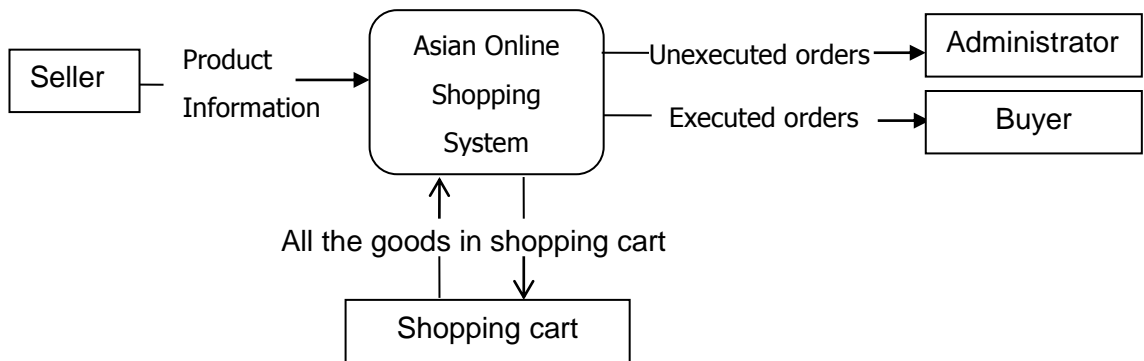 Seller
Product
Information
Asian Online
Shopping
System
Unexecuted orders
Administrator
Executed orders
Buyer
All the goods in shopping cart
Shopping cart